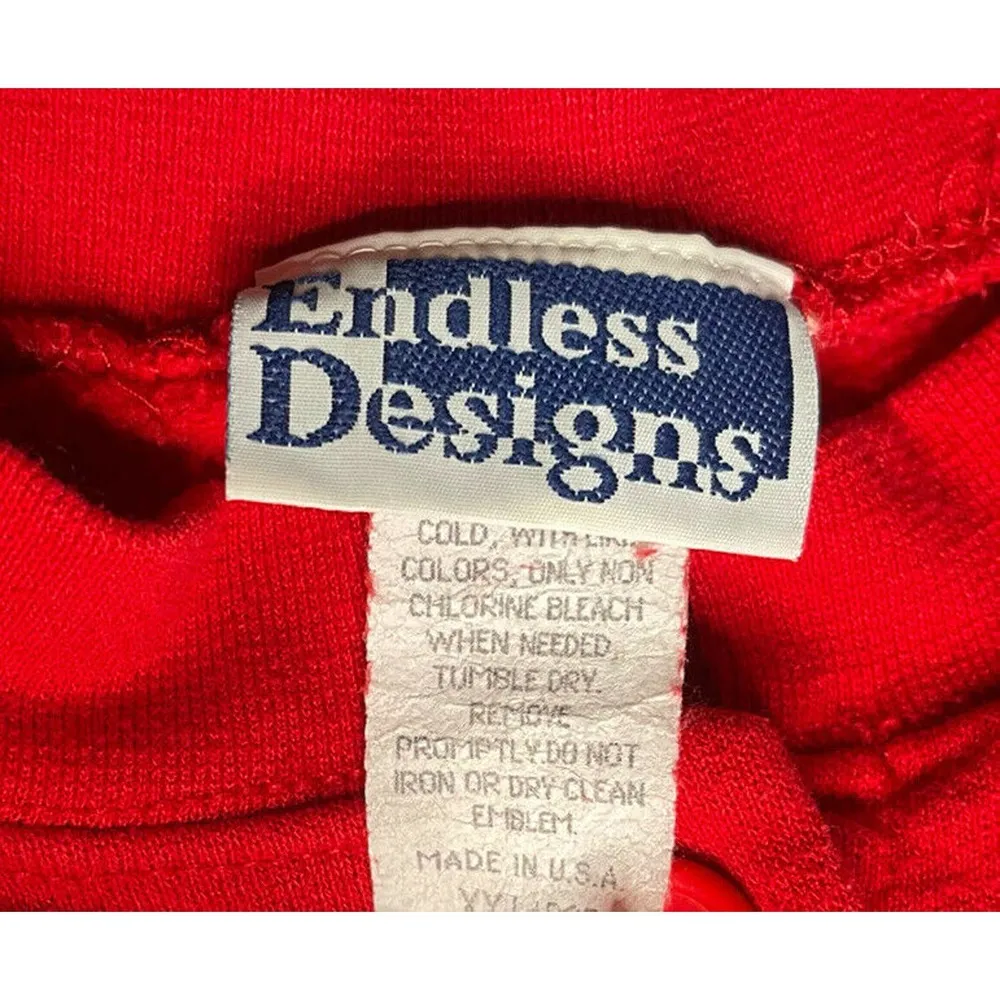 Endless
Designs
COLD, WITH LIKE
COLORS, ONLY NON
CHLORINE BLEACH
WHEN NEEDED,
TUMBLE DRY.
REMOVE
PROMPTLY.DO NOT
IRON OR DRY CLEAN
EMBLEM.
MADE IN U.S.A.